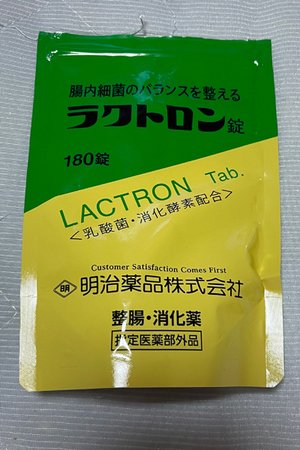 腸内細菌のバランスを整える
ラクトロン錠
180錠
LACTRON Tab.
<乳酸菌・消化酵素配合>
Customer Satisfaction Comes First
明 明治薬品株式会社
整腸・消化薬
指定医薬部外品